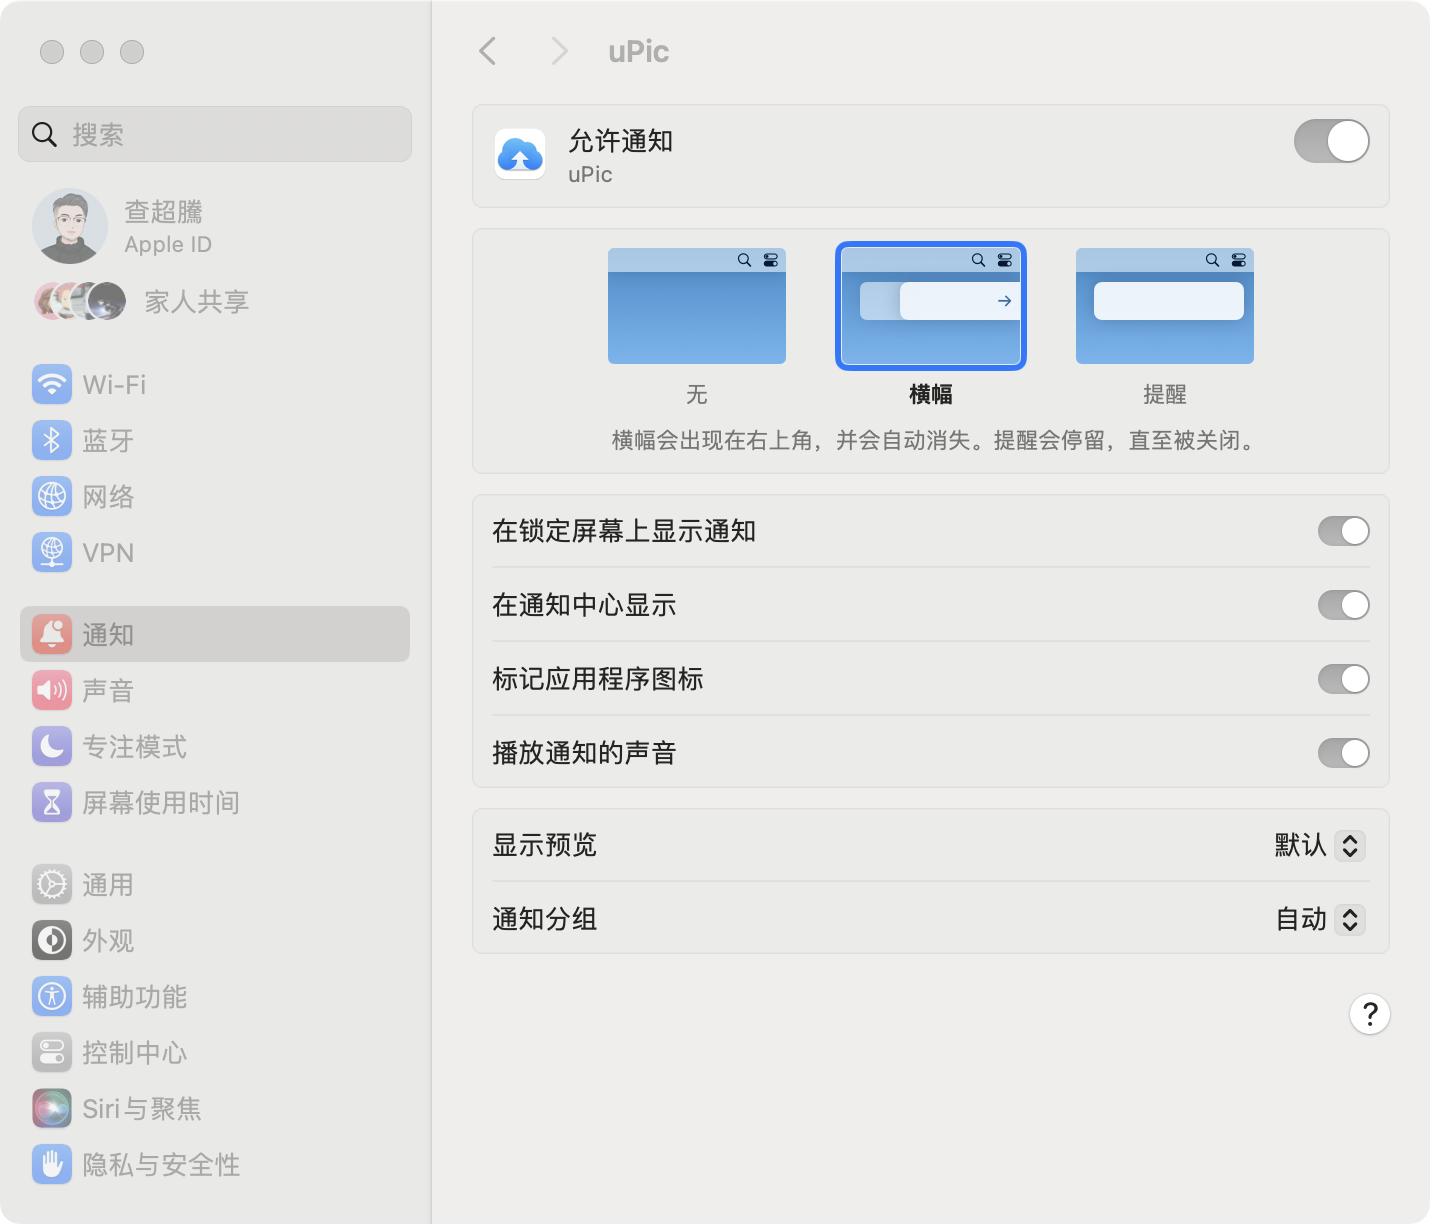 uPic
搜索
查超騰
Apple ID
家人共享
Wi-Fi
蓝牙
网络
VPN
通知
声音
专注模式
屏幕使用时间
通用
外观
辅助功能
控制中心
Siri与聚焦
隐私与安全性
允许通知
uPic
无
横幅
提醒
横幅会出现在右上角，并会自动消失。提醒会停留，直至被关闭。
在锁定屏幕上显示通知
在通知中心显示
标记应用程序图标
播放通知的声音
显示预览 默认
通知分组 自动
?